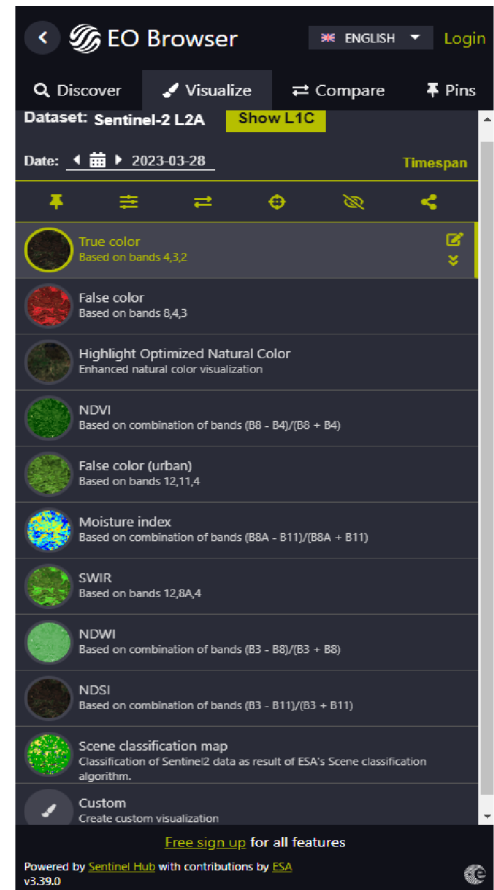 EO Browser
ENGLISH
Login
Discover
Visualize
Compare
Pins
Dataset: Sentinel-2 L2A Show L1C
Date: 2023-03-28 Timespan
True color
Based on bands 4,3,2
False color
Based on bands 8,4,3
Highlight Optimized Natural Color
Enhanced natural color visualization
NDVI
Based on combination of bands (B8 - B4)/(B8 + B4)
False color (urban)
Based on bands 12,11,4
Moisture index
Based on combination of bands (B8A - B11)/(B8A + B11)
SWIR
Based on bands 12,8A,4
NDWI
Based on combination of bands (B3 - B8)/(B3 + B8)
NDSI
Based on combination of bands (B3 - B11)/(B3 + B11)
Scene classification map
Classification of Sentinel2 data as result of ESA's Scene classification
algorithm.
Custom
Create custom visualization
Free sign up for all features
Powered by Sentinel Hub with contributions by ESA
v3.39.0